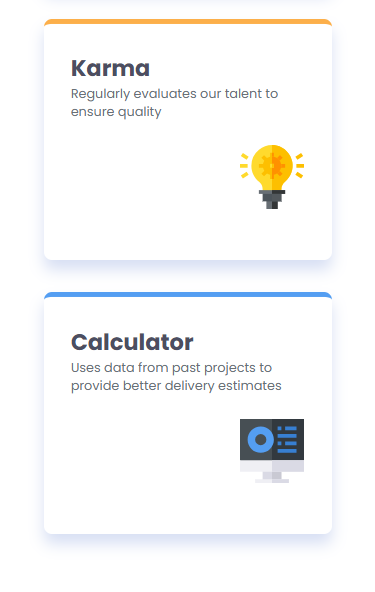 Karma
Regularly evaluates our talent to
ensure quality
Calculator
Uses data from past projects to
provide better delivery estimates